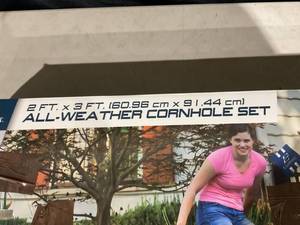 2 FT. x 3 FT. (60.96 cm x 91.44 cm)
ALL-WEATHER CORNHOLE SET